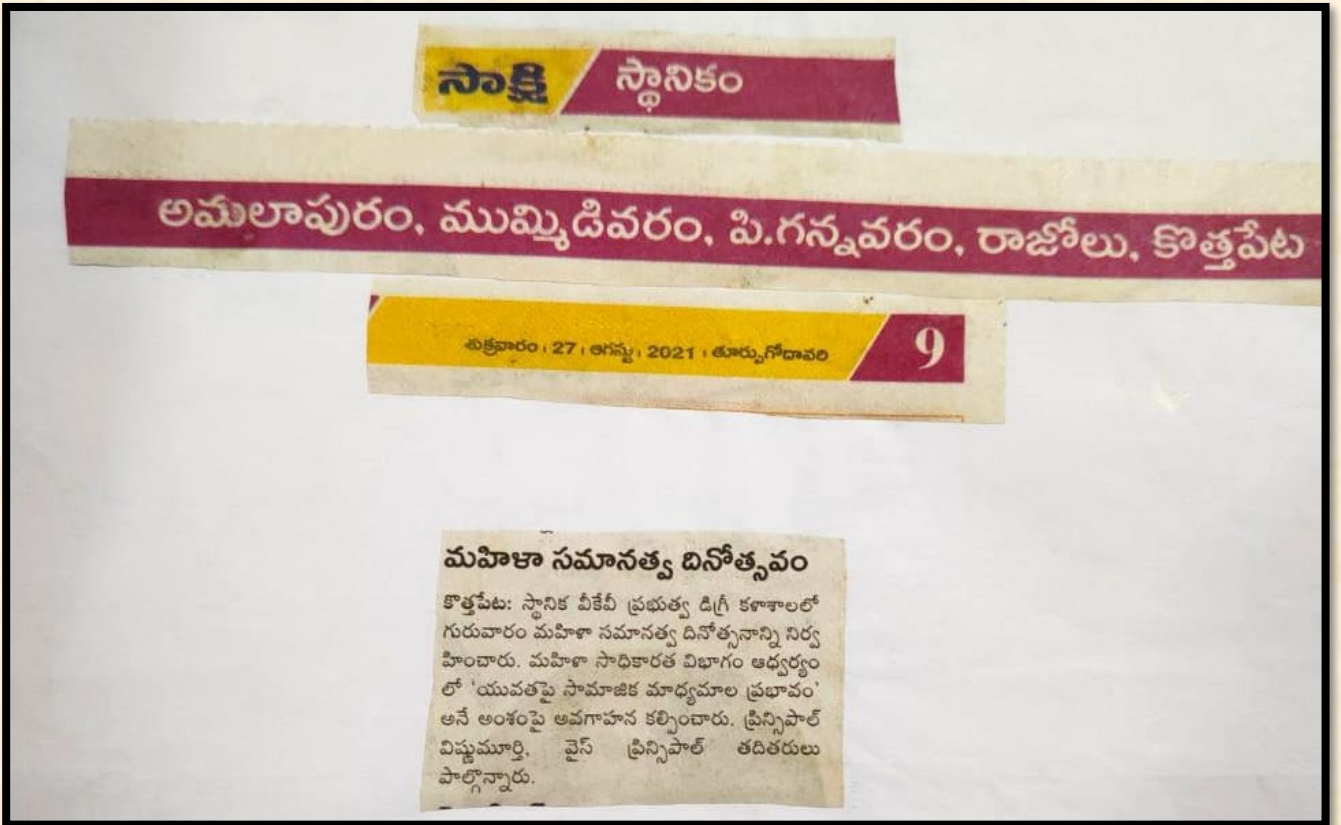 సాక్షి స్థానికం
అమలాపురం, ముమ్మిడివరం, పి.గన్నవరం, రాజోలు, కొత్తపేట
శుక్రవారం । 27 । ఆగస్టు । 2021 । తూర్పుగోదావరి 9
మహిళా సమానత్వ దినోత్సవం
కొత్తపేట: స్థానిక వీకేవీ ప్రభుత్వ డిగ్రీ కళాశాలలో
గురువారం మహిళా సమానత్వ దినోత్సనాన్ని నిర్వ
హించారు. మహిళా సాధికారత విభాగం ఆధ్వర్యం
లో 'యువతపై సామాజిక మాధ్యమాల ప్రభావం'
అనే అంశంపై అవగాహన కల్పించారు. ప్రిన్సిపాల్
విష్ణుమూర్తి, వైస్ ప్రిన్సిపాల్ తదితరులు
పాల్గొన్నారు.